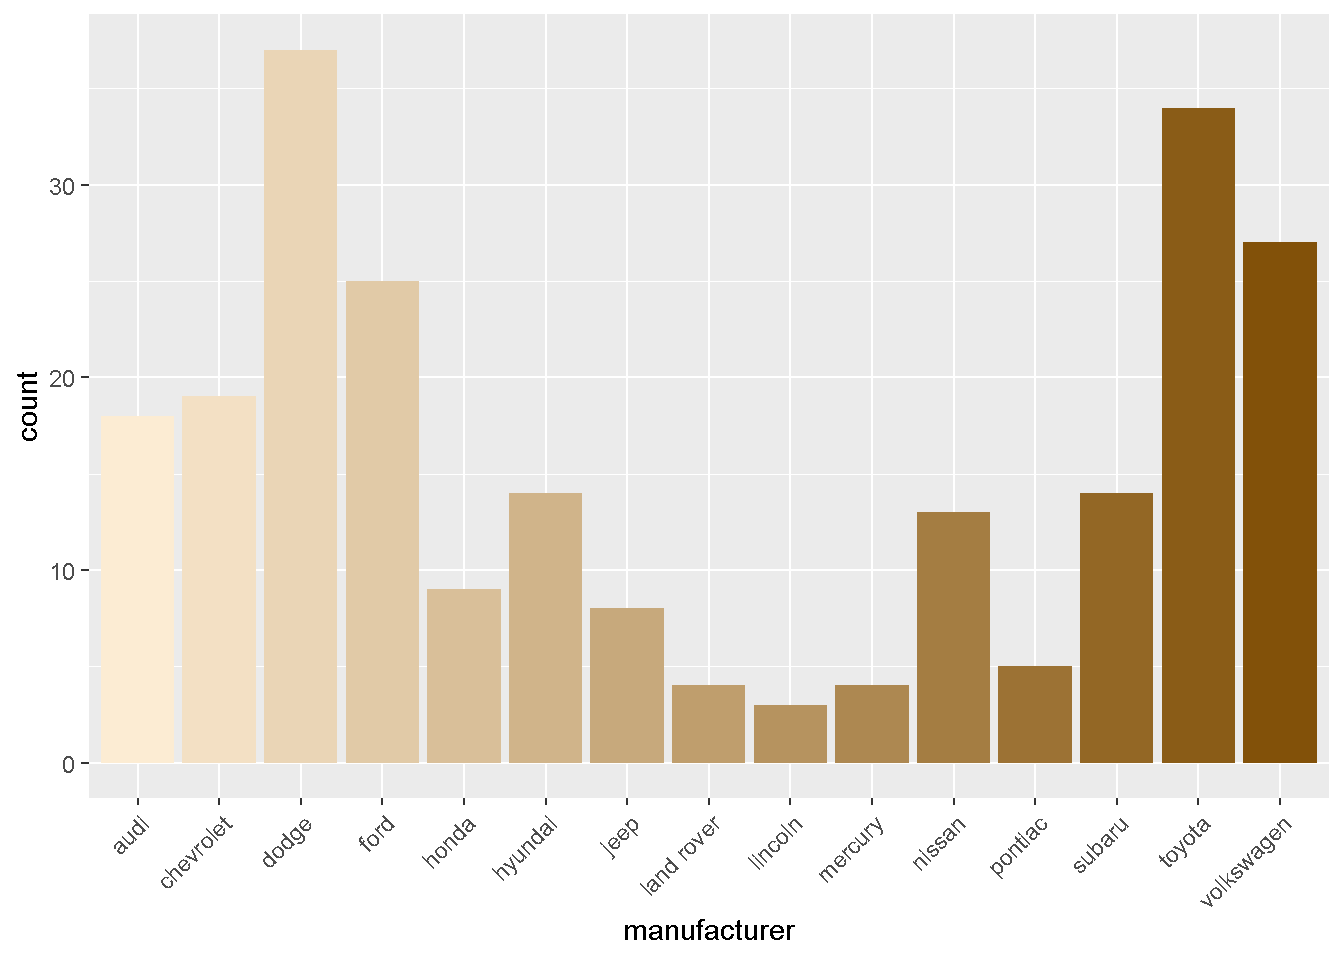 count
30
20
10
0
audi
chevrolet
dodge
ford
honda
hyundai
jeep
land rover
lincoln
mercury
nissan
pontiac
subaru
toyota
volkswagen
manufacturer